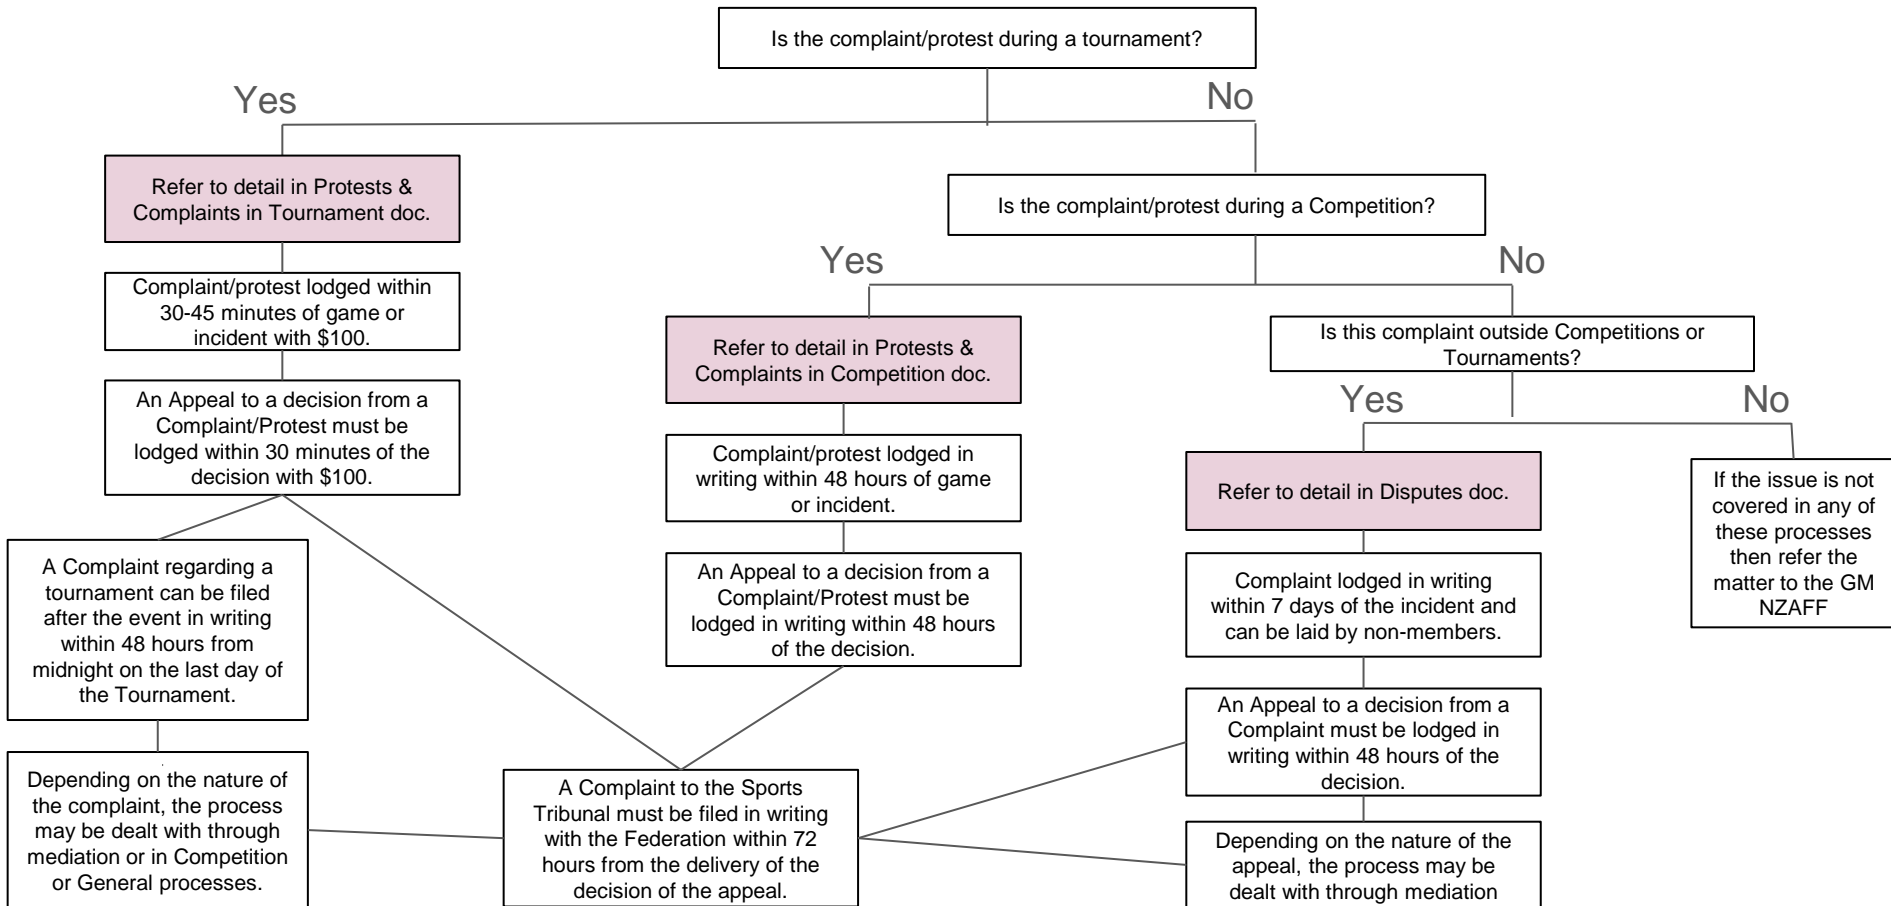 Is the complaint/protest during a tournament?
Yes
No
Refer to detail in Protests &
Complaints in Tournament doc.
Is the complaint/protest during a Competition?
Complaint/protest lodged within
30-45 minutes of game or
incident with $100.
Yes
No
Refer to detail in Protests &
Complaints in Competition doc.
Is this complaint outside Competitions or
Tournaments?
An Appeal to a decision from a
Complaint/Protest must be
lodged within 30 minutes of the
decision with $100.
Yes
No
Complaint/protest lodged in
writing within 48 hours of game
or incident.
Refer to detail in Disputes doc.
If the issue is not
covered in any of
these processes
then refer the
matter to the GM
NZAFF
A Complaint regarding a
tournament can be filed
after the event in writing
within 48 hours from
midnight on the last day of
the Tournament.
An Appeal to a decision from a
Complaint/Protest must be
lodged in writing within 48 hours
of the decision.
Complaint lodged in writing
within 7 days of the incident and
can be laid by non-members.
An Appeal to a decision from a
Complaint must be lodged in
writing within 48 hours of the
decision.
Depending on the nature of
the complaint, the process
may be dealt with through
mediation or in Competition
or General processes.
A Complaint to the Sports
Tribunal must be filed in writing
with the Federation within 72
hours from the delivery of the
decision of the appeal.
Depending on the nature of the
appeal, the process may be
dealt with through mediation